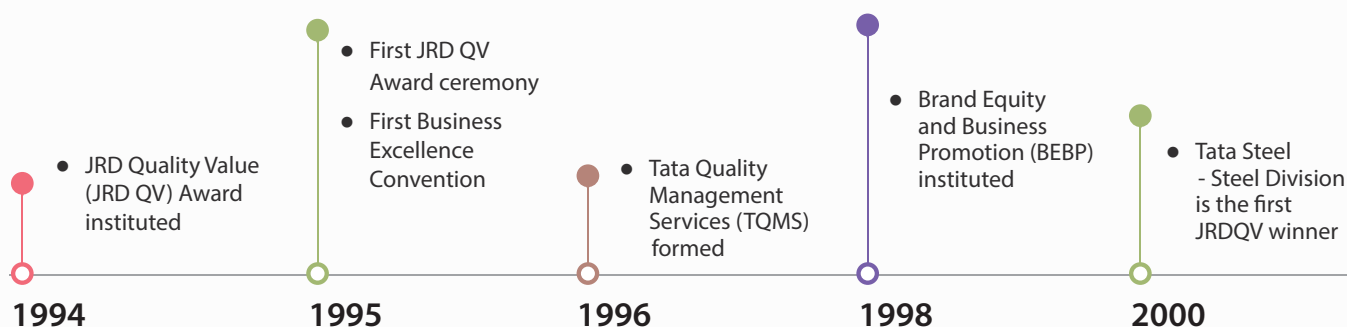 ● JRD Quality Value
(JRD QV) Award
instituted
1994
● First JRD QV
Award ceremony
● First Business
Excellence
Convention
1995
● Tata Quality
Management
Services (TQMS)
formed
1996
● Brand Equity
and Business
Promotion (BEBP)
instituted
1998
● Tata Steel
- Steel Division
is the first
JRDQV winner
2000